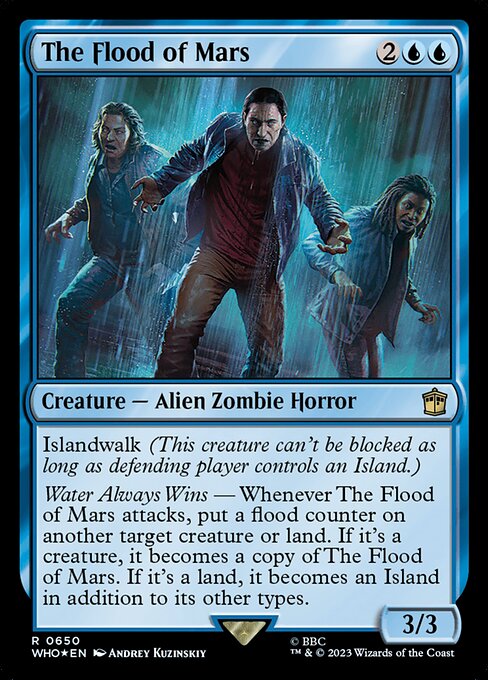 The Flood of Mars 2
Creature — Alien Zombie Horror
Islandwalk (This creature can't be blocked as
long as defending player controls an Island.)
Water Always Wins — Whenever The Flood
of Mars attacks, put a flood counter on
another target creature or land. If it's a
creature, it becomes a copy of The Flood
of Mars. If it's a land, it becomes an Island
in addition to its other types.
3/3
R 0650
WHO★EN Andrey Kuzinskiy
© BBC
™ & © 2023 Wizards of the Coast